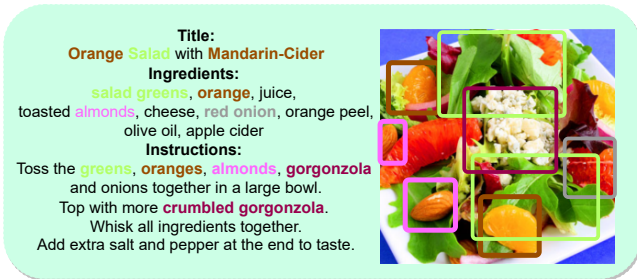 Title:
Orange Salad with Mandarin-Cider
Ingredients:
salad greens, orange, juice,
toasted almonds, cheese, red onion, orange peel,
olive oil, apple cider
Instructions:
Toss the greens, oranges, almonds, gorgonzola
and onions together in a large bowl.
Top with more crumbled gorgonzola.
Whisk all ingredients together.
Add extra salt and pepper at the end to taste.